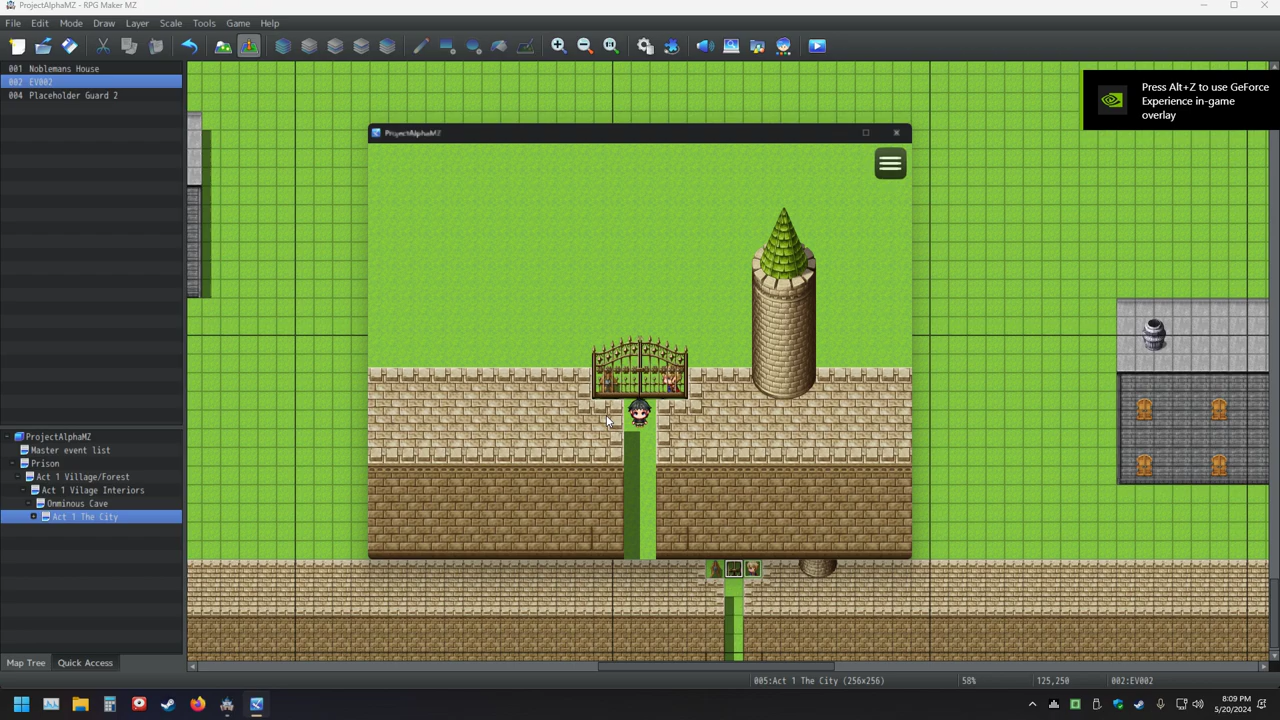 ProjectAlphaMZ - RPG Maker MZ
File Edit Mode Draw Layer Scale Tools Game Help
001 Noblemans House
002 EV002
004 Placeholder Guard 2
Press Alt+Z to use GeForce
Experience in-game
overlay
ProjectAlphaMZ
ProjectAlphaMZ
Master event list
Prison
Act 1 Village/Forest
Act 1 Vilage Interiors
Onminous Cave
Act 1 The City
Map Tree Quick Access
005:Act 1 The City (256x256) 58% 125,250 002:EV002
8:09 PM
5/20/2024